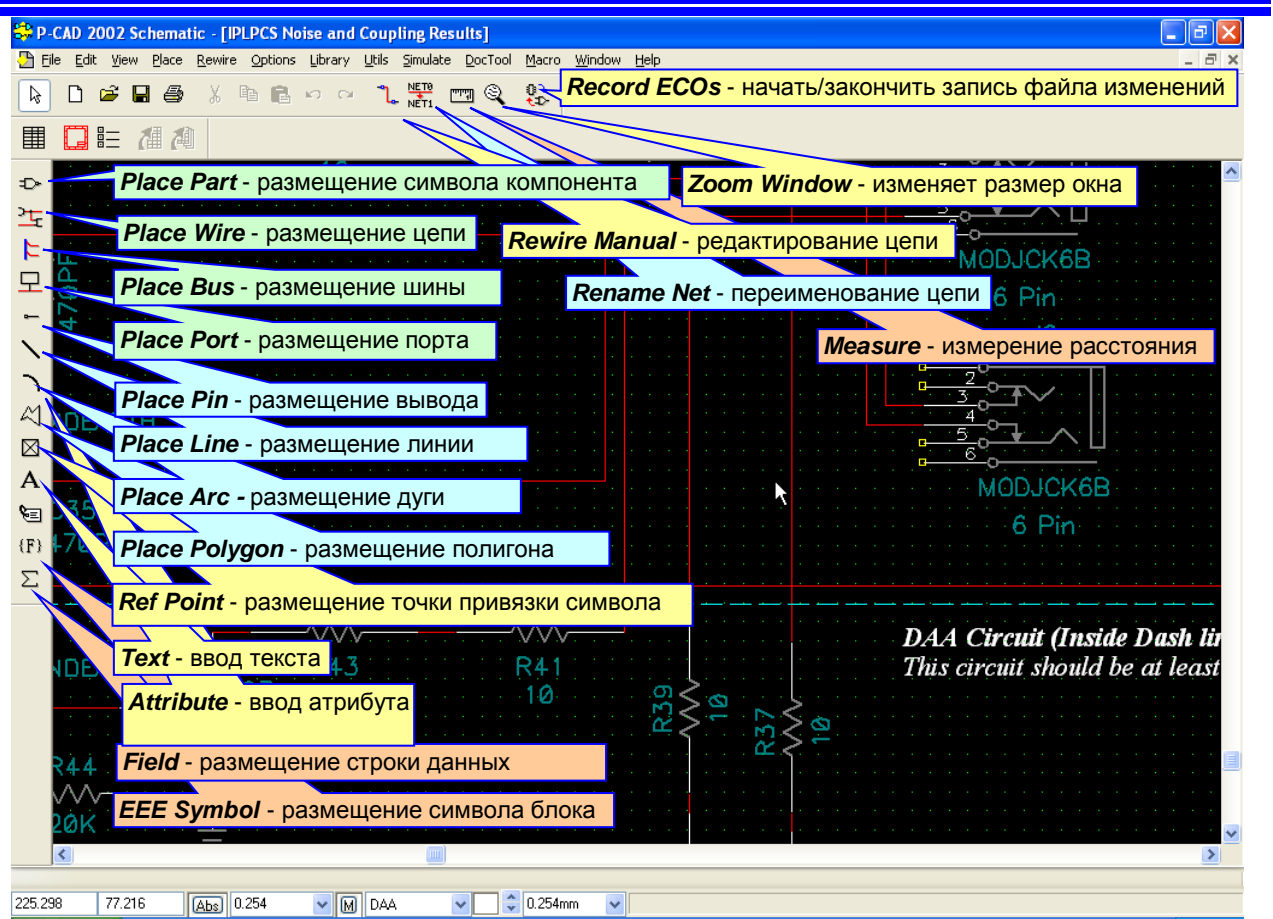 P-CAD 2002 Schematic - [IPLPCS Noise and Coupling Results]
File Edit View Place Rewire Options Library Utils Simulate DocTool Macro Window Help
NET0
NET1
Record ECOs - начать/закончить запись файла изменений
Place Part - размещение символа компонента
Zoom Window - изменяет размер окна
Place Wire - размещение цепи
Rewire Manual - редактирование цепи
MODJCK6B
Place Bus - размещение шины
Rename Net - переименование цепи
6 Pin
470PF
Place Port - размещение порта
Measure - измерение расстояния
2
3
4
5
6
Place Pin - размещение вывода
Place Line - размещение линии
MODJCK6B
Place Arc - размещение дуги
6 Pin
A
{F}
Σ
Place Polygon - размещение полигона
Ref Point - размещение точки привязки символа
DAA Circuit (Inside Dash lin
This circuit should be at least
Text - ввод текста
R41
10
Attribute - ввод атрибута
R39
10
R37
10
Field - размещение строки данных
R44
20K
EEE Symbol - размещение символа блока
225.298 77.216 Abs 0.254 M DAA 0.254mm